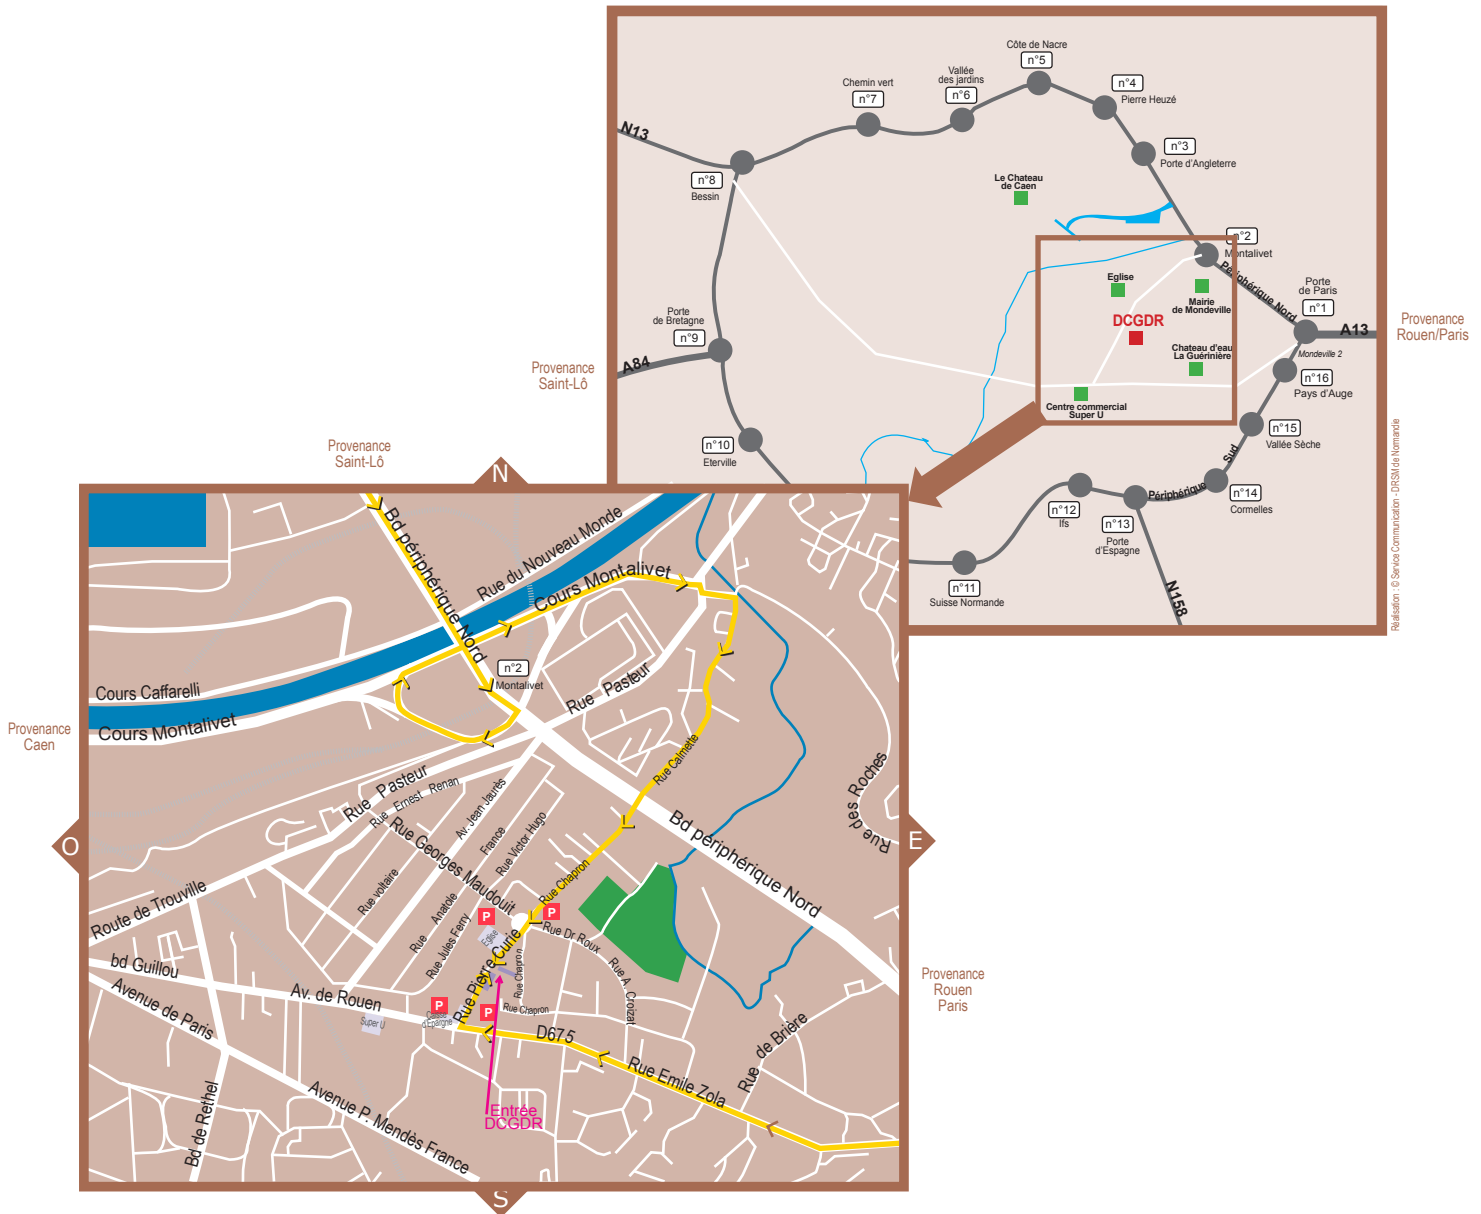 Côte de Nacre
n°5
Vallée
des jardins
n°6
Chemin vert
n°7
n°4
Pierre Heuzé
N13
n°3
Porte d'Angleterre
n°8
Bessin
Le Chateau
de Caen
n°2
Montalivet
Périphérique Nord
Eglise
Mairie
de Mondeville
Porte
de Paris
n°1
A13
Provenance
Rouen/Paris
DCGDR
Porte
de Bretagne
n°9
A84
Provenance
Saint-Lô
Chateau d'eau
La Guérinière
Mondeville 2
n°16
Pays d'Auge
Centre commercial
Super U
n°15
Vallée Sèche
n°10
Eterville
Sud
Périphérique
n°14
Cormelles
n°12
Ifs
n°13
Porte
d'Espagne
n°11
Suisse Normande
N158
Réalisation : © Service Communication - DRSM de Normandie
Provenance
Saint-Lô
N
Bd périphérique Nord
Rue du Nouveau Monde
Cours Montalivet
n°2
Montalivet
Cours Caffarelli
Cours Montalivet
Rue Pasteur
Provenance
Caen
Rue Calmette
Rue Pasteur
Rue Ernest Renan
Rue des Roches
Av. Jean Jaurès
Rue Georges Maudouit
Rue Anatole France
Rue Victor Hugo
Bd périphérique Nord
O
E
Rue voltaire
Rue Chapron
Route de Trouville
Rue Jules Ferry
P
P
Eglise
Rue Pierre Curie
Rue Dr Roux
Rue A. Croizat
Rue Chapron
bd Guillou
Av. de Rouen
Avenue de Paris
P
P
Rue Chapron
Super U
Caisse
d'Epargne
D675
Rue de Brière
Rue Emile Zola
Provenance
Rouen
Paris
Entrée
DCGDR
Bd de Rethel
Avenue P. Mendès France
S